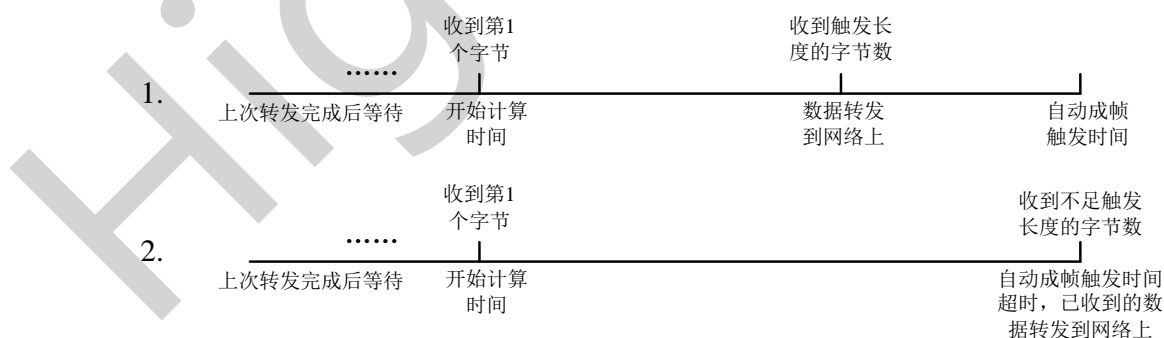 收到第1
个字节
收到触发长
度的字节数
……
1.
上次转发完成后等待
开始计算
时间
数据转发
到网络上
自动成帧
触发时间
收到第1
个字节
收到不足触发
长度的字节数
……
2.
上次转发完成后等待
开始计算
时间
自动成帧触发时间
超时，已收到的数
据转发到网络上
Hig